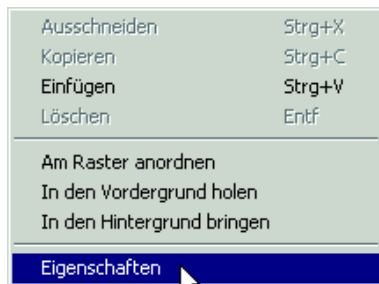 Ausschneiden Strg+X
Kopieren Strg+C
Einfügen Strg+V
Löschen Entf
Am Raster anordnen
In den Vordergrund holen
In den Hintergrund bringen
Eigenschaften